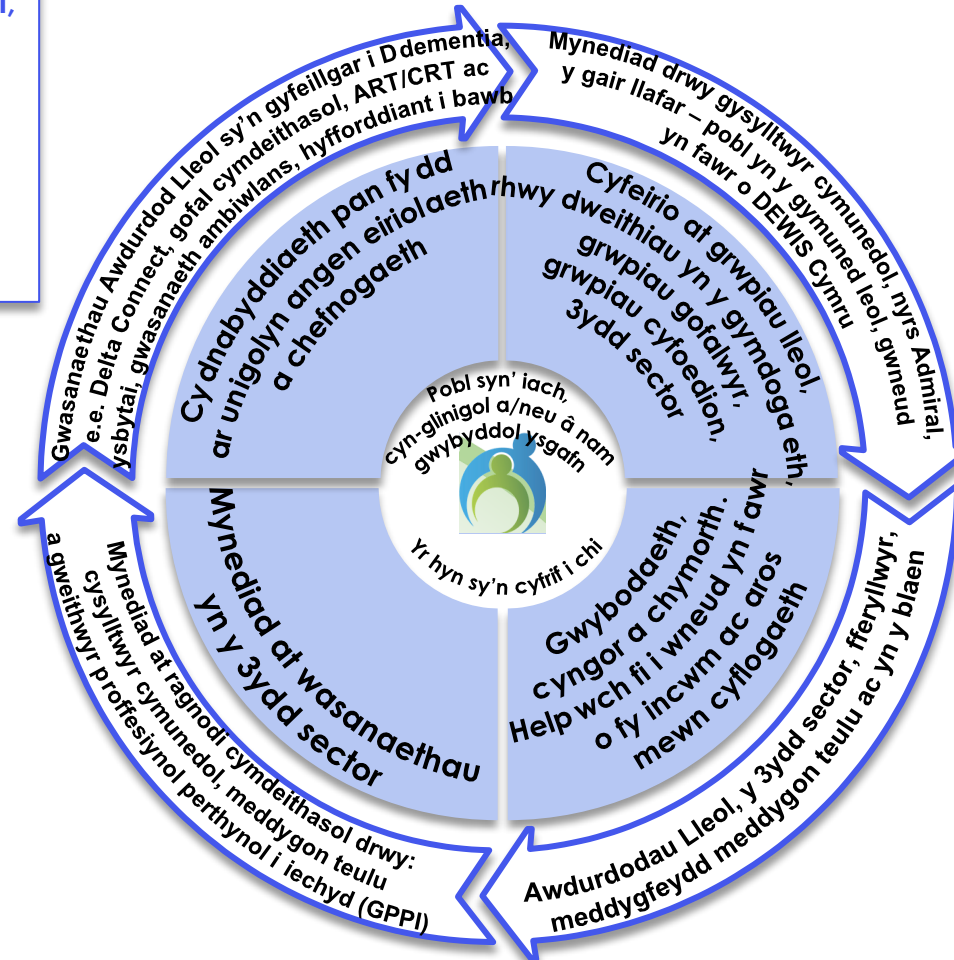 Gwasanaethau Awdurdod Lleol sy'n gyfeillgar i Ddementia,
e.e. Delta Connect, gofal cymdeithasol, ART/CRT ac
ysbytai, gwasanaeth ambiwlans, hyfforddiant i bawb
Mynediad drwy gysylltwyr cymunedol, nyrs Admiral,
y gair llafar – pobl yn y gymuned leol, gwneud
yn fawr o DEWIS Cymru
Cydnabyddiaeth pan fydd
ar unigolyn angen eiriolaeth
a chefnogaeth
Cyfeirio at grwpiau lleol,
rhwydweithiau yn y gymdogaeth,
grwpiau gofalwyr,
grwpiau cyfoedion,
3ydd sector
Pobl syn' iach,
cyn-glinigol a/neu â nam
gwybyddol ysgafn
Yr hyn sy'n cyfrif i chi
Mynediad at wasanaethau
yn y 3ydd sector
Gwybodaeth,
cyngor a chymorth.
Helpwch fi i wneud yn fawr
o fy incwm ac aros
mewn cyflogaeth
Mynediad at ragnodi cymdeithasol drwy:
cysylltwyr cymunedol, meddygon teulu
a gweithwyr proffesiynol perthynol i iechyd (GPPI)
Awdurdodau Lleol, y 3ydd sector, fferyllwyr,
meddygfeydd meddygon teulu ac yn y blaen